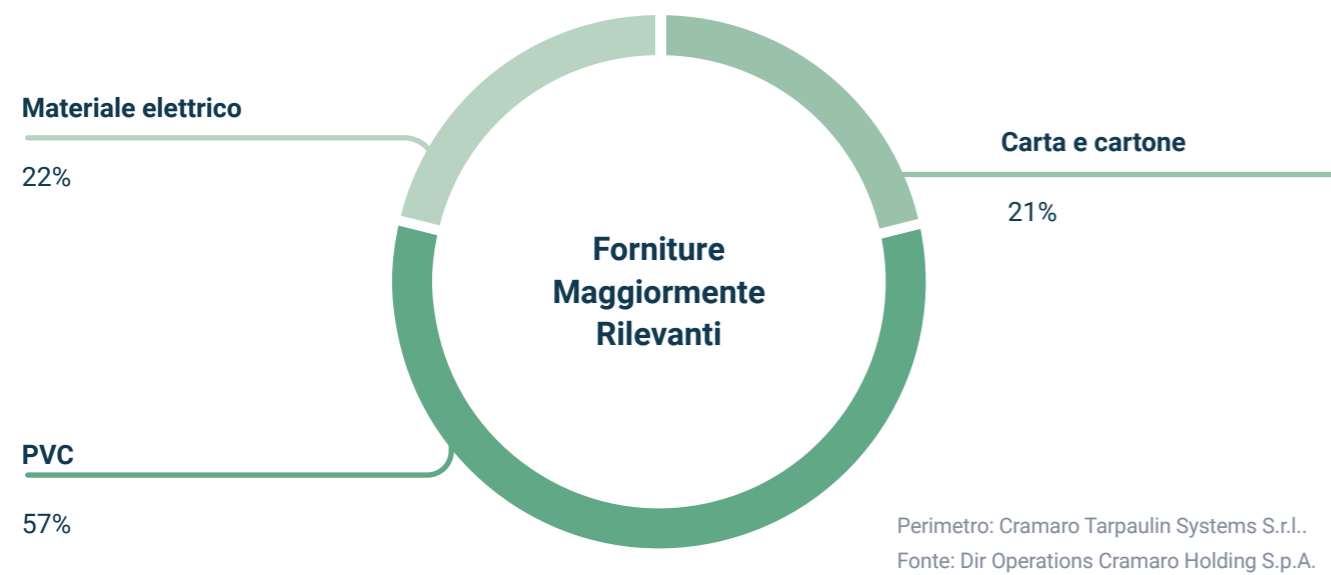 Materiale elettrico
22%
Carta e cartone
21%
Forniture
Maggiormente
Rilevanti
PVC
57%
Perimetro: Cramaro Tarpaulin Systems S.r.l..
Fonte: Dir Operations Cramaro Holding S.p.A.